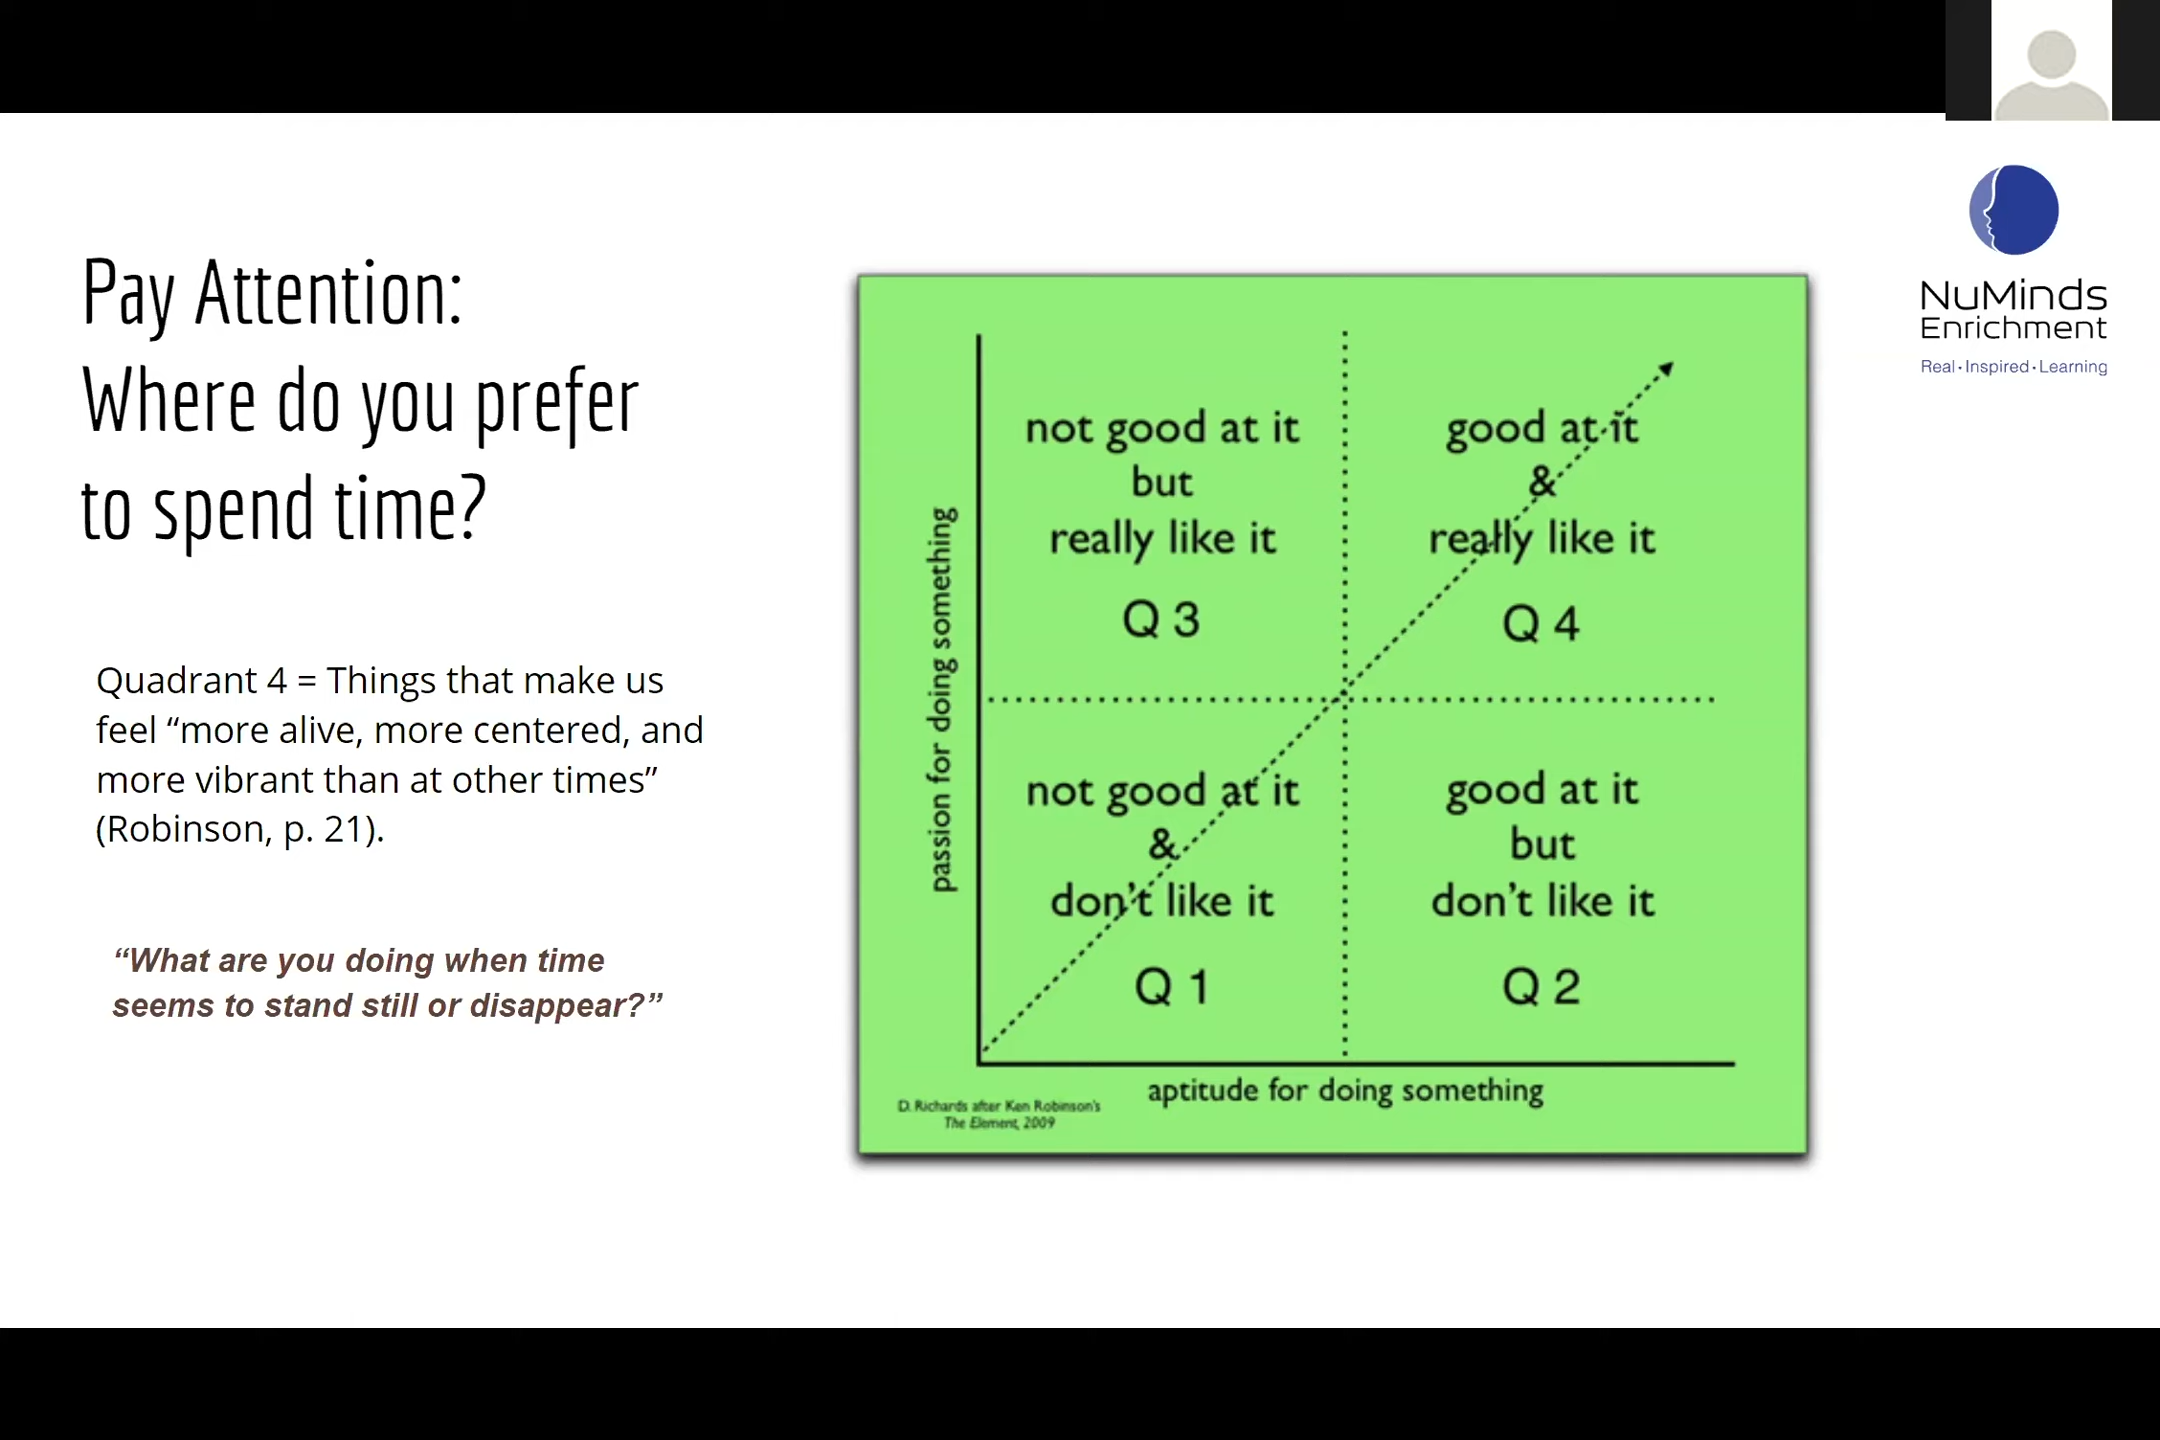 Pay Attention:
Where do you prefer
to spend time?
Quadrant 4 = Things that make us
feel “more alive, more centered, and
more vibrant than at other times”
(Robinson, p. 21).
“What are you doing when time
seems to stand still or disappear?”
passion for doing something
not good at it
but
really like it
Q 3
good at it
&
really like it
Q 4
not good at it
&
don’t like it
Q 1
good at it
but
don’t like it
Q 2
aptitude for doing something
D. Richards after Ken Robinson’s
The Element, 2009
NuMinds
Enrichment
Real·Inspired·Learning